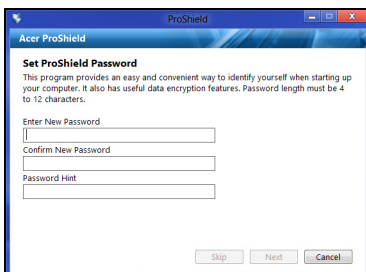 ProShield
Acer ProShield
Set ProShield Password
This program provides an easy and convenient way to identify yourself when starting up
your computer. It also has useful data encryption features. Password length must be 4
to 12 characters.
Enter New Password
Confirm New Password
Password Hint
Skip Next Cancel